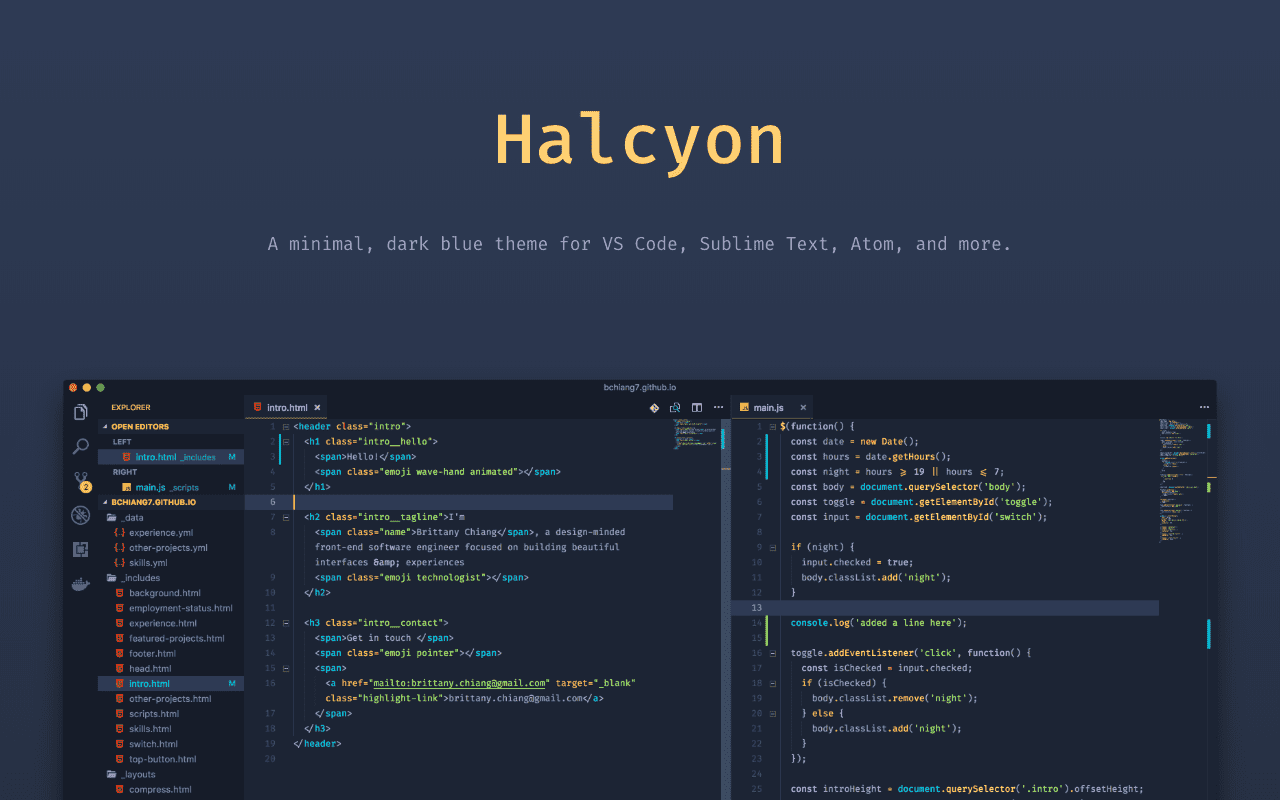 Halcyon
A minimal, dark blue theme for VS Code, Sublime Text, Atom, and more.
bchiang7.github.io
EXPLORER
OPEN EDITORS
LEFT
intro.html _includes M
RIGHT
main.js _scripts M
2
BCHIANG7.GITHUB.IO
_data
{..} experience.yml
{..} other-projects.yml
{..} skills.yml
_includes
background.html
employment-status.html
experience.html
featured-projects.html
footer.html
head.html
intro.html M
other-projects.html
scripts.html
skills.html
switch.html
top-button.html
_layouts
compress.html
intro.html ×
1 <header class="intro">
2 <h1 class="intro__hello">
3 <span>Hello!</span>
4 <span class="emoji wave-hand animated"></span>
5 </h1>
6
7 <h2 class="intro__tagline">I'm
8 <span class="name">Brittany Chiang</span>, a design-minded
front-end software engineer focused on building beautiful
interfaces &amp; experiences
9 <span class="emoji technologist"></span>
10 </h2>
11
12 <h3 class="intro__contact">
13 <span>Get in touch </span>
14 <span class="emoji pointer"></span>
15 <span>
16 <a href="mailto:brittany.chiang@gmail.com" target="_blank"
class="highlight-link">brittany.chiang@gmail.com</a>
17 </span>
18 </h3>
19 </header>
20
main.js ×
1 $(function() {
2 const date = new Date();
3 const hours = date.getHours();
4 const night = hours ⩾ 19 || hours ⩽ 7;
5 const body = document.querySelector('body');
6 const toggle = document.getElementById('toggle');
7 const input = document.getElementById('switch');
8
9 if (night) {
10 input.checked = true;
11 body.classList.add('night');
12 }
13
14 console.log('added a line here');
15
16 toggle.addEventListener('click', function() {
17 const isChecked = input.checked;
18 if (isChecked) {
19 body.classList.remove('night');
20 } else {
21 body.classList.add('night');
22 }
23 });
24
25 const introHeight = document.querySelector('.intro').offsetHeight;